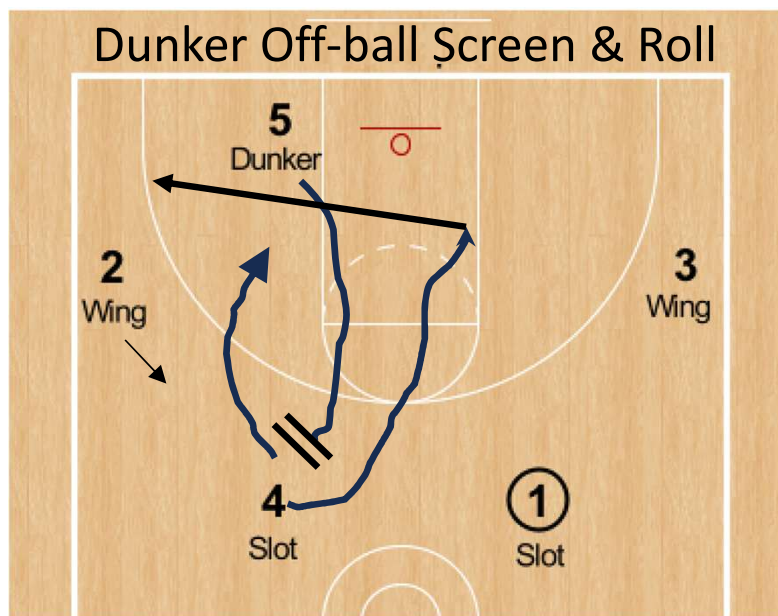 Dunker Off-ball Screen & Roll
5
Dunker
2
Wing
3
Wing
4
Slot
1
Slot